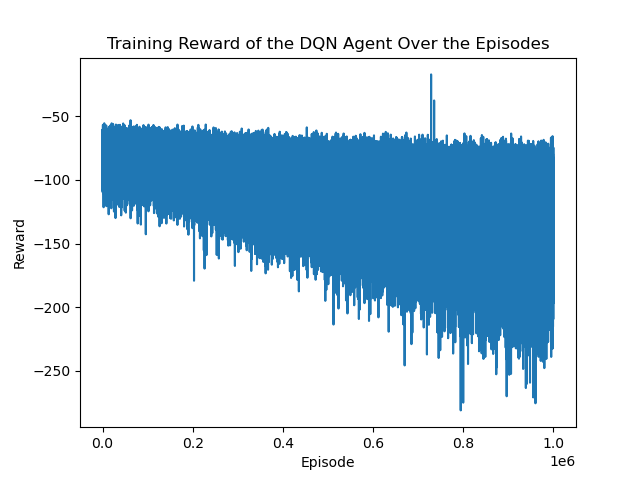 Training Reward of the DQN Agent Over the Episodes
−50
−100
−150
−200
−250
Reward
0.0 0.2 0.4 0.6 0.8 1.0
1e6
Episode